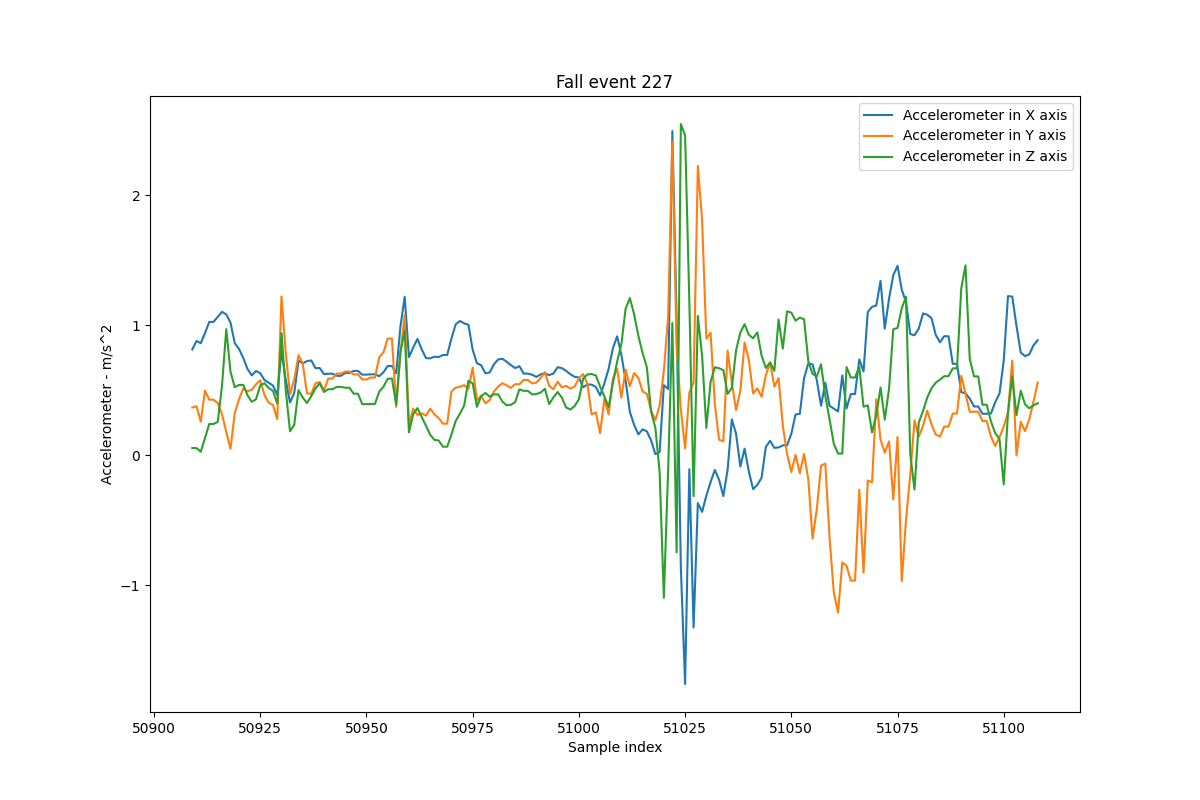 Fall event 227
Accelerometer in X axis
Accelerometer in Y axis
Accelerometer in Z axis
Accelerometer - m/s^2
2
1
0
−1
50900 50925 50950 50975 51000 51025 51050 51075 51100
Sample index